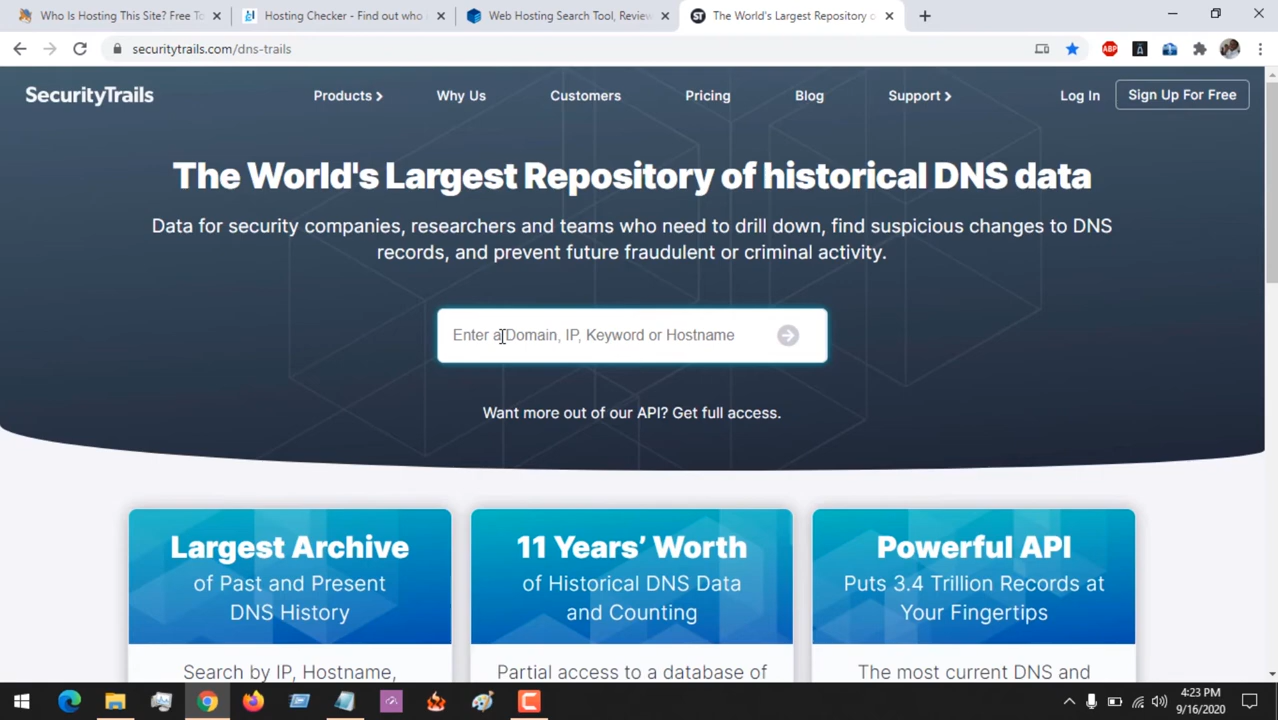 Who Is Hosting This Site? Free To
Hosting Checker - Find out who
Web Hosting Search Tool, Review
The World's Largest Repository o
securitytrails.com/dns-trails
ABP
SecurityTrails
Products
Why Us
Customers
Pricing
Blog
Support
Log In
Sign Up For Free
The World's Largest Repository of historical DNS data
Data for security companies, researchers and teams who need to drill down, find suspicious changes to DNS
records, and prevent future fraudulent or criminal activity.
Enter a Domain, IP, Keyword or Hostname
Want more out of our API? Get full access.
Largest Archive
of Past and Present
DNS History
Search by IP, Hostname,
11 Years’ Worth
of Historical DNS Data
and Counting
Partial access to a database of
Powerful API
Puts 3.4 Trillion Records at
Your Fingertips
The most current DNS and
4:23 PM
9/16/2020